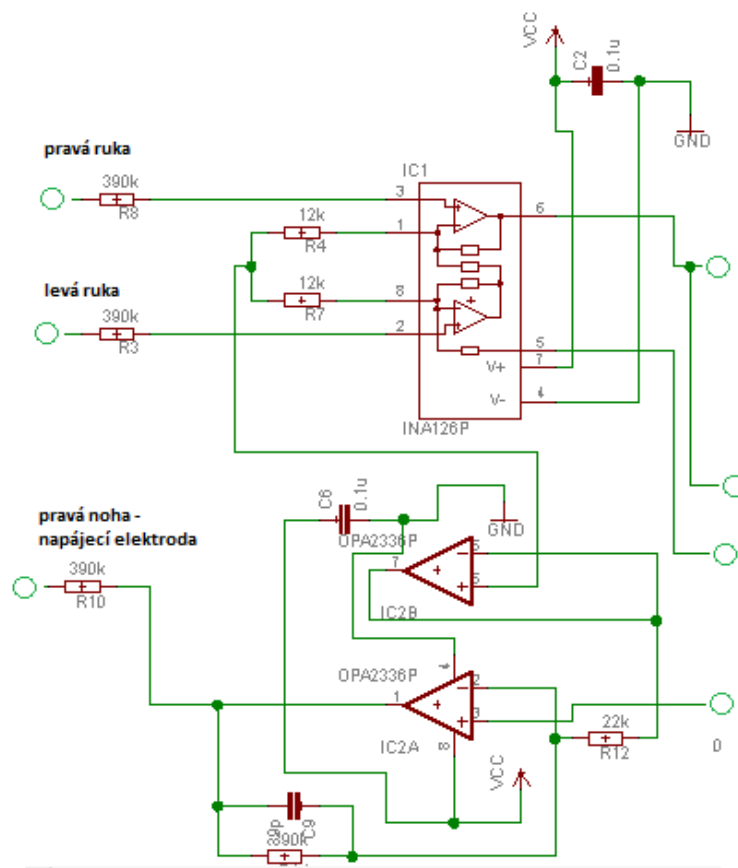 VCC
C2
0.1u
GND
pravá ruka
390k
R8
IC1
3
6
12k
1
R4
levá ruka
12k
8
R7
390k
2
R3
5
7
V+
V-
4
INA126P
C6
0.1u
GND
pravá noha -
napájecí elektroda
OPA2336P
7
5
6
IC2B
390k
R10
OPA2336P
4
1
2
3
IC2A
8
22k
R12
0
VCC
C9
390k